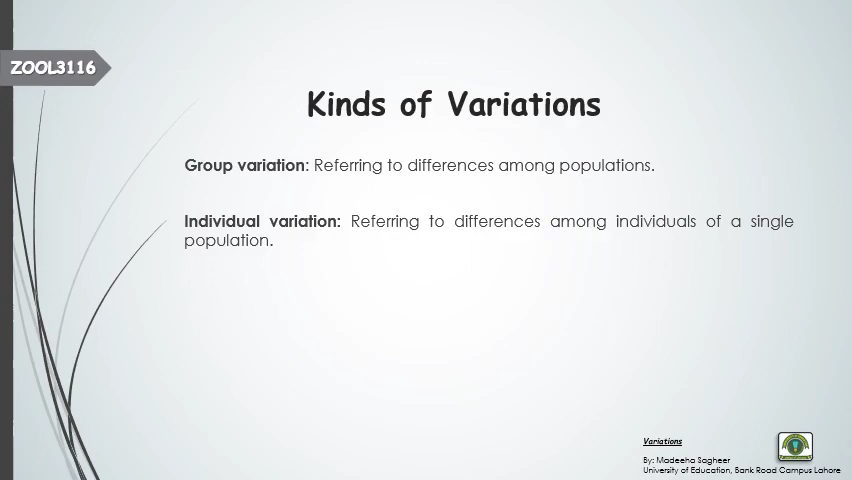 ZOOL3116
Kinds of Variations
Group variation: Referring to differences among populations.
Individual variation: Referring to differences among individuals of a single
population.
Variations
By: Madeeha Sagheer
University of Education, Bank Road Campus Lahore